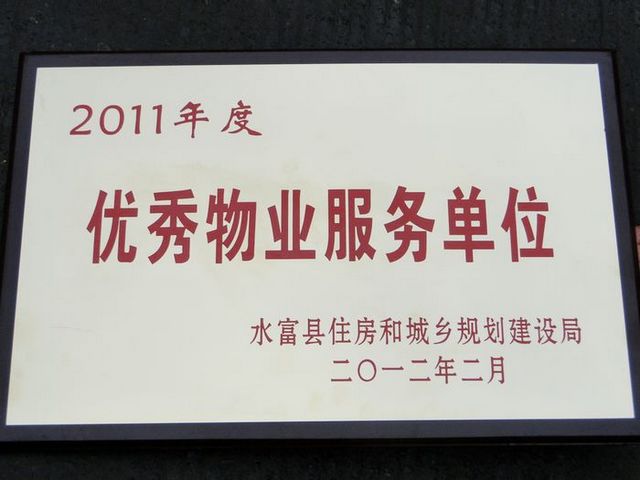 2011年度
优秀物业服务单位
水富县住房和城乡规划建设局
二〇一二年二月